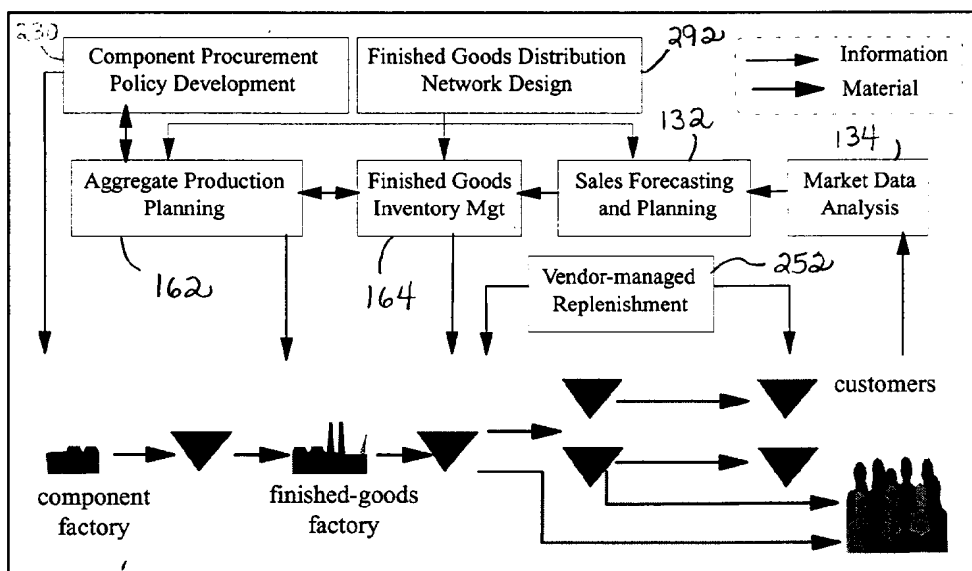 230
Component Procurement
Policy Development
Finished Goods Distribution
Network Design
292
Information
Material
132
134
Aggregate Production
Planning
Finished Goods
Inventory Mgt
Sales Forecasting
and Planning
Market Data
Analysis
162
164
Vendor-managed
Replenishment
252
customers
component
factory
finished-goods
factory